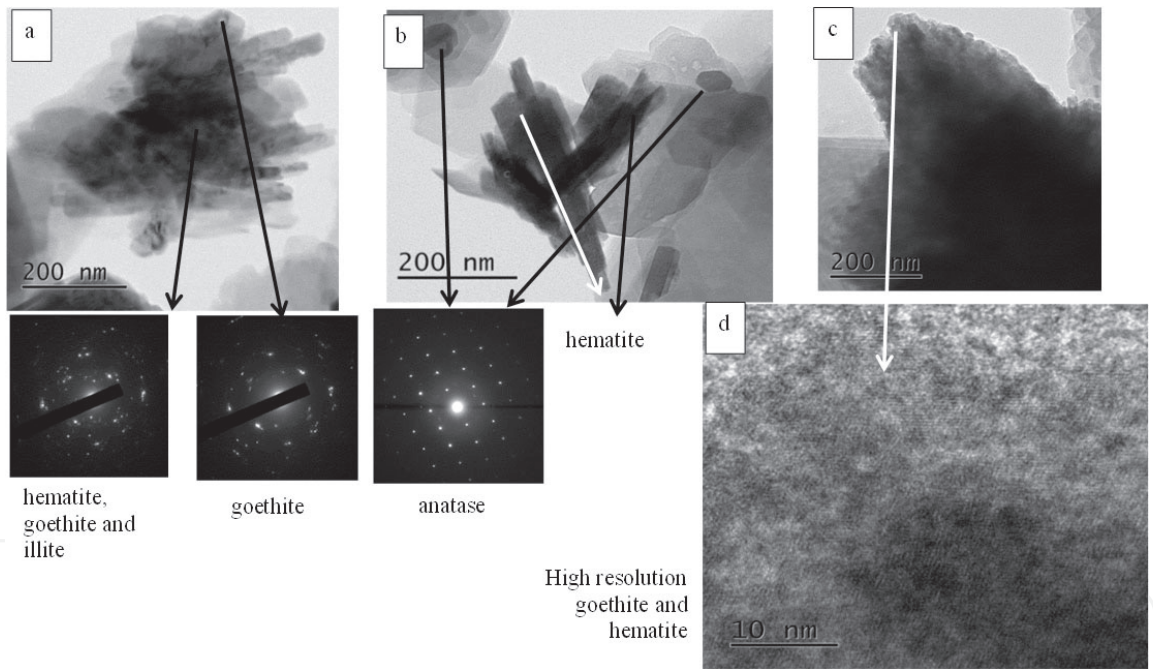 a
b
c
200 nm
200 nm
200 nm
d
hematite
hematite,
goethite and
illite
goethite
anatase
High resolution
goethite and
hematite
10 nm